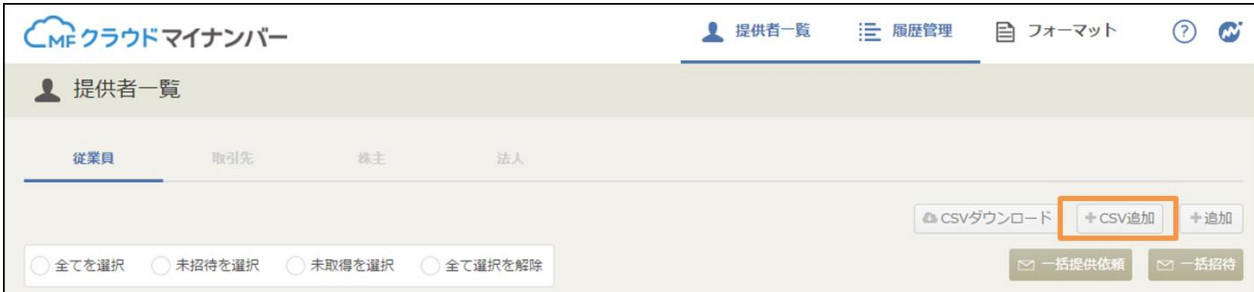 MFクラウドマイナンバー 提供者一覧 履歴管理 フォーマット ?
提供者一覧
従業員 取引先 株主 法人
CSVダウンロード +CSV追加 +追加
全てを選択 未招待を選択 未取得を選択 全て選択を解除 一括提供依頼 一括招待